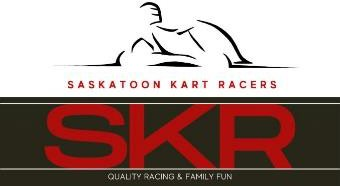 SASKATOON KART RACERS
SKR
QUALITY RACING & FAMILY FUN